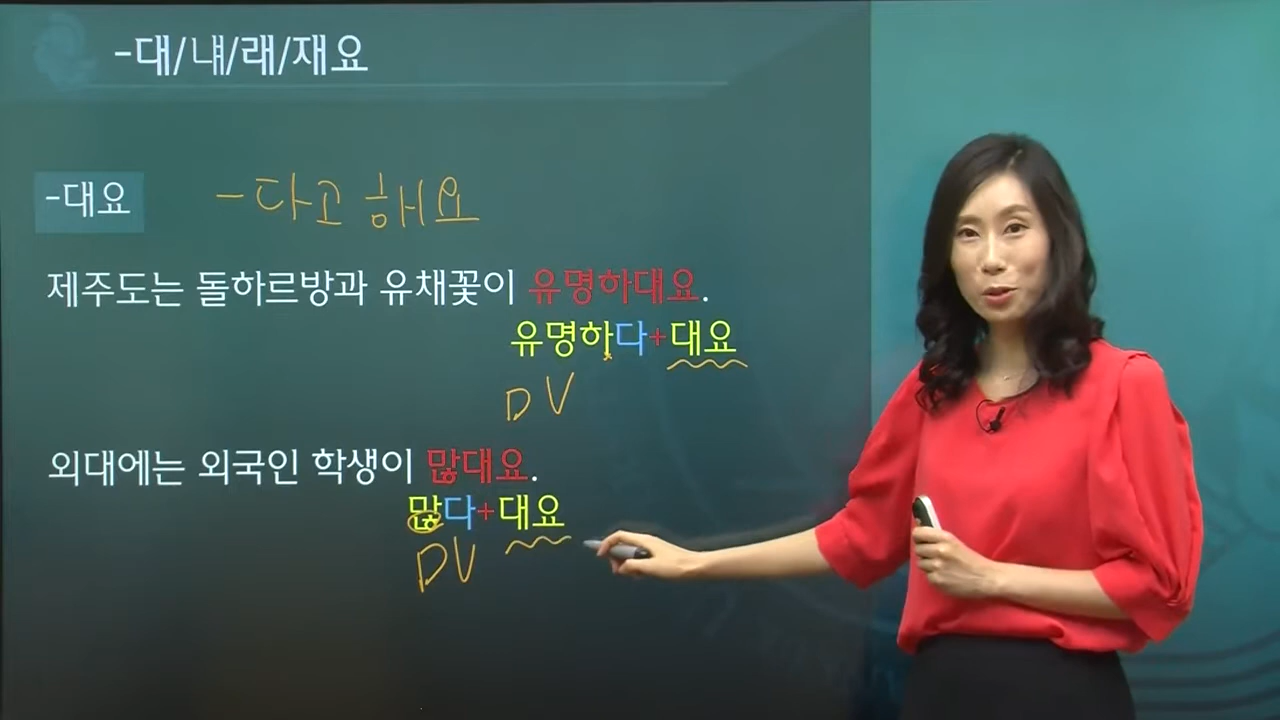 -대/냬/래/재요
-대요 -다고 해요
제주도는 돌하르방과 유채꽃이 유명하대요.
유명하다+대요
DV
외대에는 외국인 학생이 많대요.
많다+대요
DV